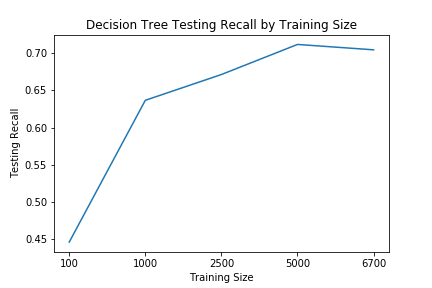 Decision Tree Testing Recall by Training Size
0.70
0.65
0.60
0.55
0.50
0.45
Testing Recall
100 1000 2500 5000 6700
Training Size